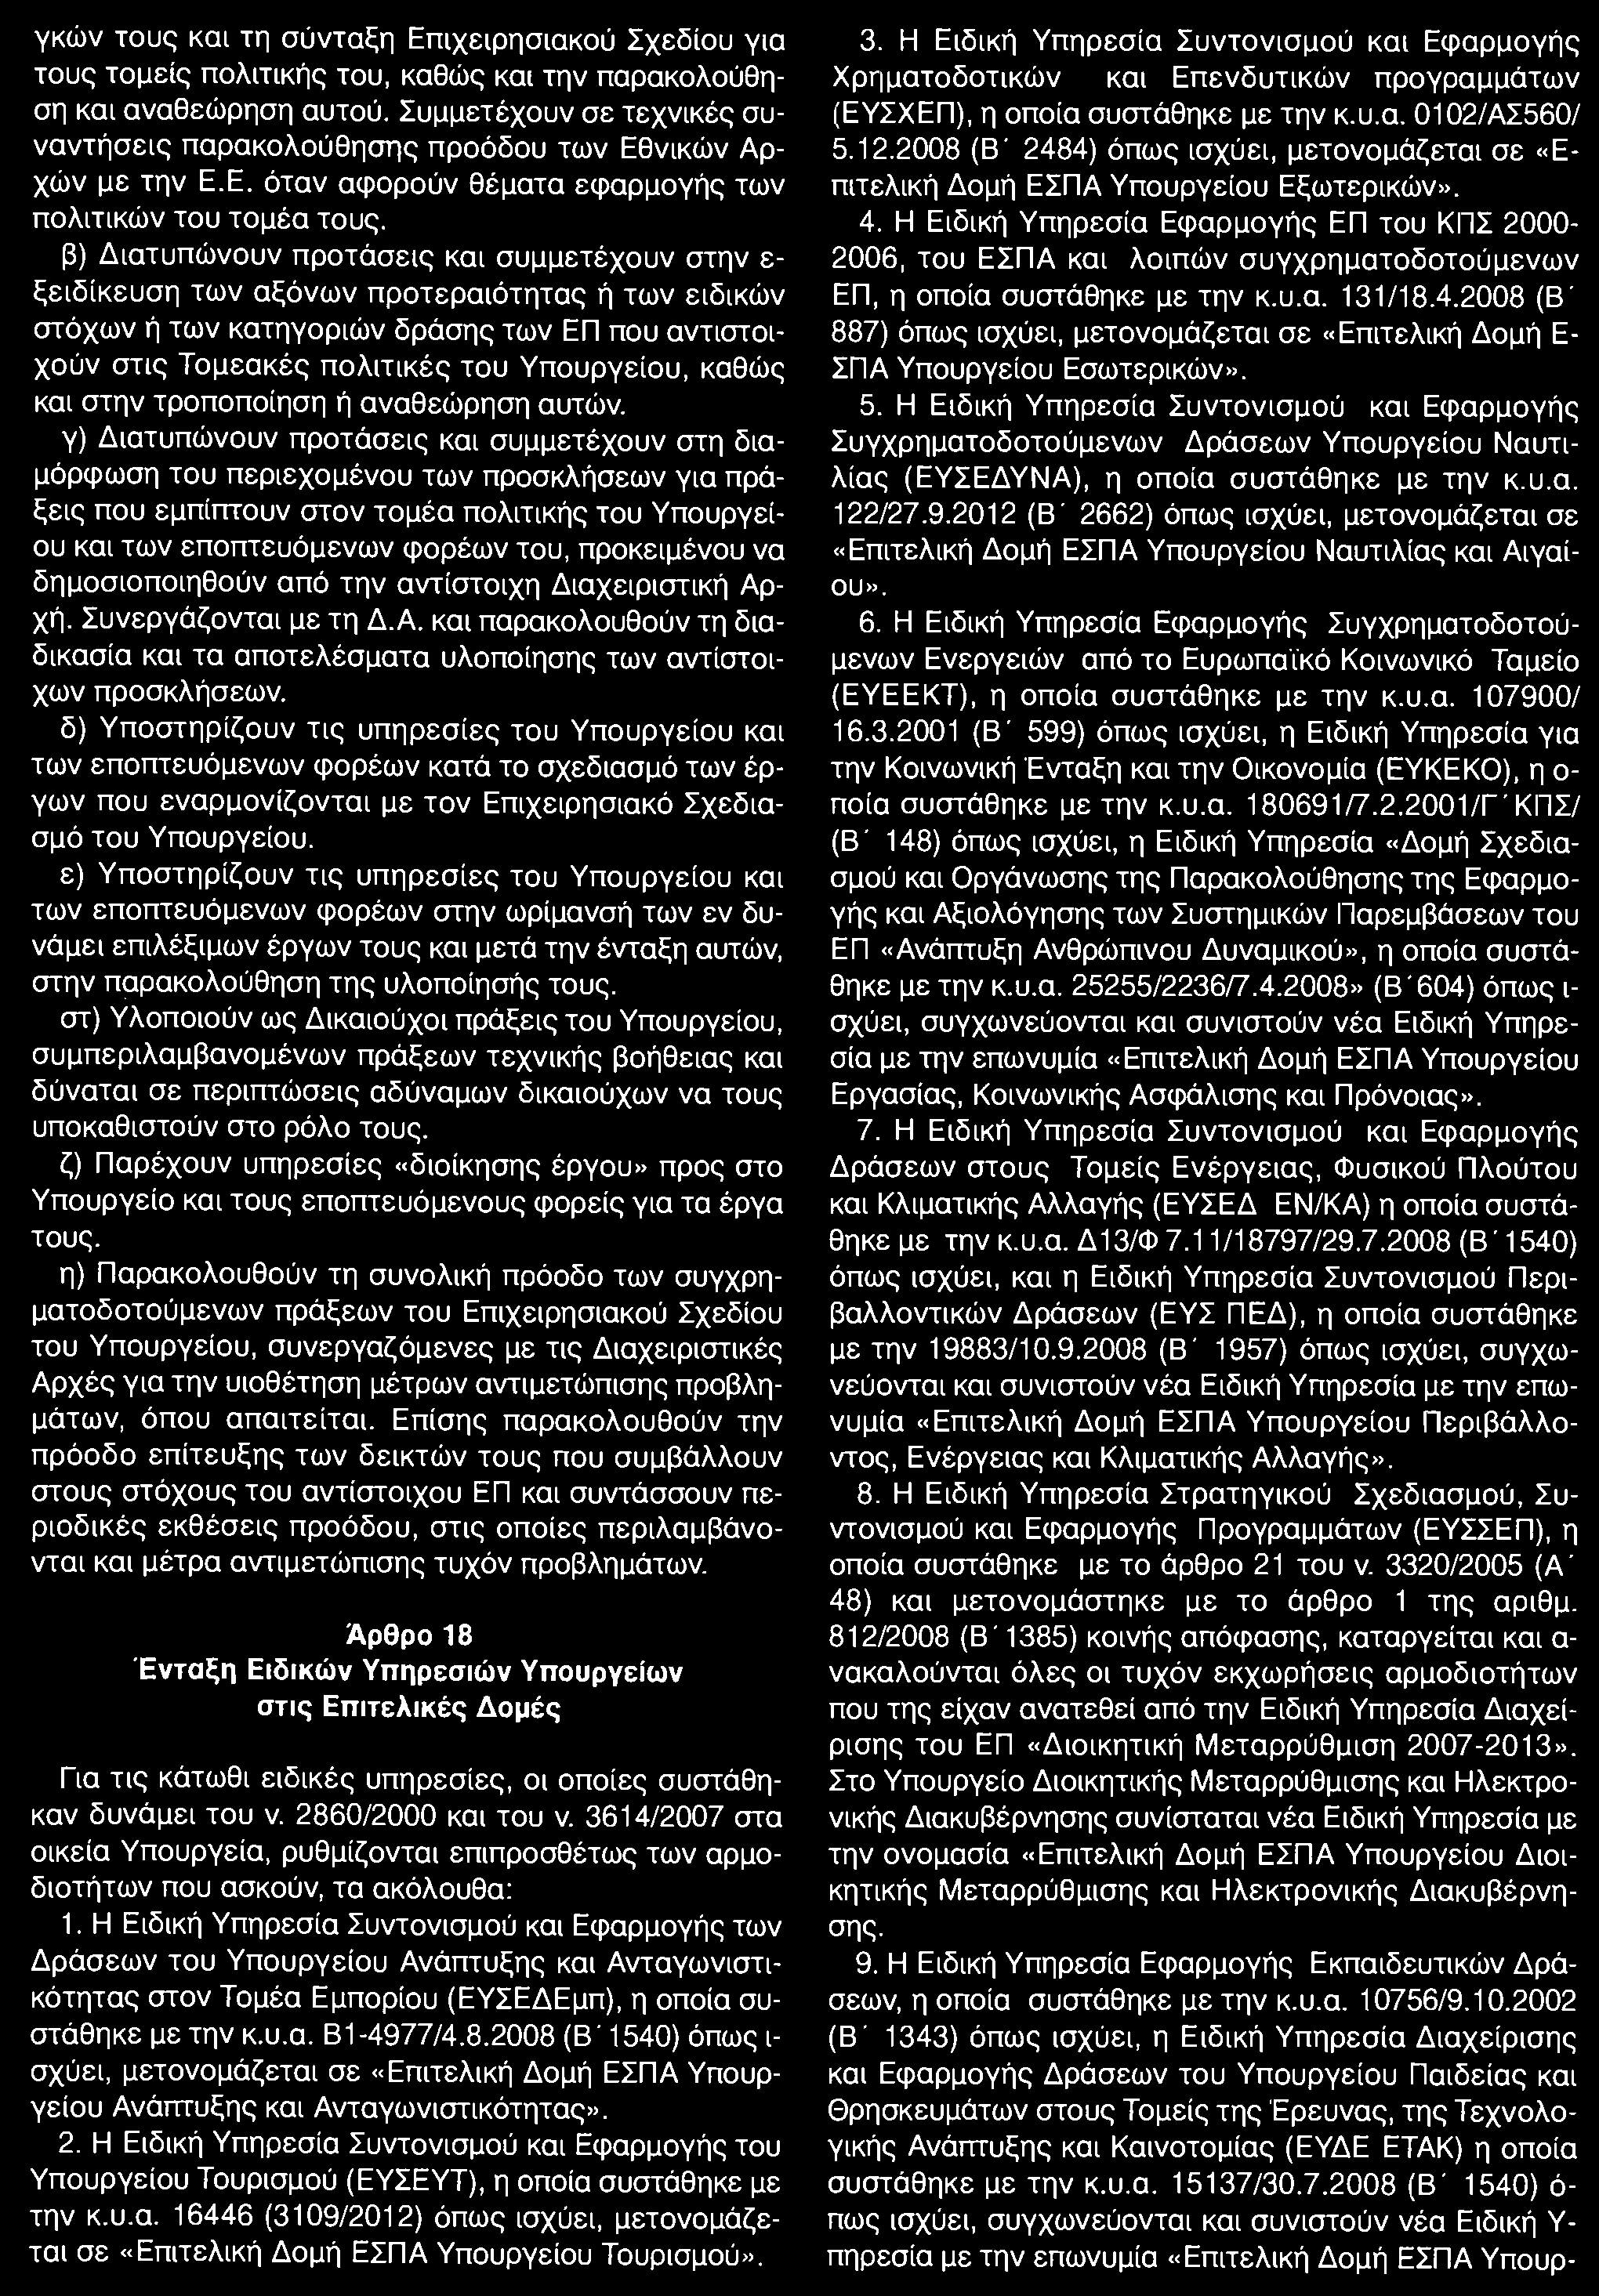 γκών τους και τη σύνταξη Επιχειρησιακού Σχεδίου για
τους τομείς πολιτικής του, καθώς και την παρακολούθη-
ση και αναθεώρηση αυτού. Συμμετέχουν σε τεχνικές συ-
ναντήσεις παρακολούθησης προόδου των Εθνικών Αρ-
χών με την Ε.Ε. όταν αφορούν θέματα εφαρμογής των
πολιτικών του τομέα τους.
β) Διατυπώνουν προτάσεις και συμμετέχουν στην ε-
ξειδίκευση των αξόνων προτεραιότητας ή των ειδικών
στόχων ή των κατηγοριών δράσης των ΕΠ που αντιστοι-
χούν στις Τομεακές πολιτικές του Υπουργείου, καθώς
και στην τροποποίηση ή αναθεώρηση αυτών.
γ) Διατυπώνουν προτάσεις και συμμετέχουν στη δια-
μόρφωση του περιεχομένου των προσκλήσεων για πρά-
ξεις που εμπίπτουν στον τομέα πολιτικής του Υπουργεί-
ου και των εποπτευόμενων φορέων του, προκειμένου να
δημοσιοποιηθούν από την αντίστοιχη Διαχειριστική Αρ-
χή. Συνεργάζονται με τη Δ.Α. και παρακολουθούν τη δια-
δικασία και τα αποτελέσματα υλοποίησης των αντίστοι-
χων προσκλήσεων.
δ) Υποστηρίζουν τις υπηρεσίες του Υπουργείου και
των εποπτευόμενων φορέων κατά το σχεδιασμό των έρ-
γων που εναρμονίζονται με τον Επιχειρησιακό Σχεδια-
σμό του Υπουργείου.
ε) Υποστηρίζουν τις υπηρεσίες του Υπουργείου και
των εποπτευόμενων φορέων στην ωρίμανσή των εν δυ-
νάμει επιλέξιμων έργων τους και μετά την ένταξη αυτών,
στην παρακολούθηση της υλοποίησής τους.
στ) Υλοποιούν ως Δικαιούχοι πράξεις του Υπουργείου,
συμπεριλαμβανομένων πράξεων τεχνικής βοήθειας και
δύναται σε περιπτώσεις αδύναμων δικαιούχων να τους
υποκαθιστούν στο ρόλο τους.
ζ) Παρέχουν υπηρεσίες «διοίκησης έργου» προς στο
Υπουργείο και τους εποπτευόμενους φορείς για τα έργα
τους.
η) Παρακολουθούν τη συνολική πρόοδο των συγχρη-
ματοδοτούμενων πράξεων του Επιχειρησιακού Σχεδίου
του Υπουργείου, συνεργαζόμενες με τις Διαχειριστικές
Αρχές για την υιοθέτηση μέτρων αντιμετώπισης προβλη-
μάτων, όπου απαιτείται. Επίσης παρακολουθούν την
πρόοδο επίτευξης των δεικτών τους που συμβάλλουν
στους στόχους του αντίστοιχου ΕΠ και συντάσσουν πε-
ριοδικές εκθέσεις προόδου, στις οποίες περιλαμβάνο-
νται και μέτρα αντιμετώπισης τυχόν προβλημάτων.
Άρθρο 18
Ένταξη Ειδικών Υπηρεσιών Υπουργείων
στις Επιτελικές Δομές
Για τις κάτωθι ειδικές υπηρεσίες, οι οποίες συστάθη-
καν δυνάμει του ν. 2860/2000 και του ν. 3614/2007 στα
οικεία Υπουργεία, ρυθμίζονται επιπροσθέτως των αρμο-
διοτήτων που ασκούν, τα ακόλουθα:
1. Η Ειδική Υπηρεσία Συντονισμού και Εφαρμογής των
Δράσεων του Υπουργείου Ανάπτυξης και Ανταγωνιστι-
κότητας στον Τομέα Εμπορίου (ΕΥΣΕΔΕμπ), η οποία συ-
στάθηκε με την κ.υ.α. Β1-4977/4.8.2008 (Β΄ 1540) όπως ι-
σχύει, μετονομάζεται σε «Επιτελική Δομή ΕΣΠΑ Υπουρ-
γείου Ανάπτυξης και Ανταγωνιστικότητας».
2. Η Ειδική Υπηρεσία Συντονισμού και Εφαρμογής του
Υπουργείου Τουρισμού (ΕΥΣΕΥΤ), η οποία συστάθηκε με
την κ.υ.α. 16446 (3109/2012) όπως ισχύει, μετονομάζε-
ται σε «Επιτελική Δομή ΕΣΠΑ Υπουργείου Τουρισμού».
3. Η Ειδική Υπηρεσία Συντονισμού και Εφαρμογής
Χρηματοδοτικών και Επενδυτικών προγραμμάτων
(ΕΥΣΧΕΠ), η οποία συστάθηκε με την κ.υ.α. 0102/ΑΣ560/
5.12.2008 (Β΄ 2484) όπως ισχύει, μετονομάζεται σε «Ε-
πιτελική Δομή ΕΣΠΑ Υπουργείου Εξωτερικών».
4. Η Ειδική Υπηρεσία Εφαρμογής ΕΠ του ΚΠΣ 2000-
2006, του ΕΣΠΑ και λοιπών συγχρηματοδοτούμενων
ΕΠ, η οποία συστάθηκε με την κ.υ.α. 131/18.4.2008 (Β΄
887) όπως ισχύει, μετονομάζεται σε «Επιτελική Δομή Ε-
ΣΠΑ Υπουργείου Εσωτερικών».
5. Η Ειδική Υπηρεσία Συντονισμού και Εφαρμογής
Συγχρηματοδοτούμενων Δράσεων Υπουργείου Ναυτι-
λίας (ΕΥΣΕΔΥΝΑ), η οποία συστάθηκε με την κ.υ.α.
122/27.9.2012 (Β΄ 2662) όπως ισχύει, μετονομάζεται σε
«Επιτελική Δομή ΕΣΠΑ Υπουργείου Ναυτιλίας και Αιγαί-
ου».
6. Η Ειδική Υπηρεσία Εφαρμογής Συγχρηματοδοτού-
μενων Ενεργειών από το Ευρωπαϊκό Κοινωνικό Ταμείο
(ΕΥΕΕΚΤ), η οποία συστάθηκε με την κ.υ.α. 107900/
16.3.2001 (Β΄ 599) όπως ισχύει, η Ειδική Υπηρεσία για
την Κοινωνική Ένταξη και την Οικονομία (ΕΥΚΕΚΟ), η ο-
ποία συστάθηκε με την κ.υ.α. 180691/7.2.2001/Γ΄ΚΠΣ/
(Β΄ 148) όπως ισχύει, η Ειδική Υπηρεσία «Δομή Σχεδια-
σμού και Οργάνωσης της Παρακολούθησης της Εφαρμο-
γής και Αξιολόγησης των Συστημικών Παρεμβάσεων του
ΕΠ «Ανάπτυξη Ανθρώπινου Δυναμικού», η οποία συστά-
θηκε με την κ.υ.α. 25255/2236/7.4.2008» (Β΄604) όπως ι-
σχύει, συγχωνεύονται και συνιστούν νέα Ειδική Υπηρε-
σία με την επωνυμία «Επιτελική Δομή ΕΣΠΑ Υπουργείου
Εργασίας, Κοινωνικής Ασφάλισης και Πρόνοιας».
7. Η Ειδική Υπηρεσία Συντονισμού και Εφαρμογής
Δράσεων στους Τομείς Ενέργειας, Φυσικού Πλούτου
και Κλιματικής Αλλαγής (ΕΥΣΕΔ ΕΝ/ΚΑ) η οποία συστά-
θηκε με την κ.υ.α. Δ13/Φ7.11/18797/29.7.2008 (Β΄1540)
όπως ισχύει, και η Ειδική Υπηρεσία Συντονισμού Περι-
βαλλοντικών Δράσεων (ΕΥΣ ΠΕΔ), η οποία συστάθηκε
με την 19883/10.9.2008 (Β΄ 1957) όπως ισχύει, συγχω-
νεύονται και συνιστούν νέα Ειδική Υπηρεσία με την επω-
νυμία «Επιτελική Δομή ΕΣΠΑ Υπουργείου Περιβάλλο-
ντος, Ενέργειας και Κλιματικής Αλλαγής».
8. Η Ειδική Υπηρεσία Στρατηγικού Σχεδιασμού, Συ-
ντονισμού και Εφαρμογής Προγραμμάτων (ΕΥΣΣΕΠ), η
οποία συστάθηκε με το άρθρο 21 του ν. 3320/2005 (Α΄
48) και μετονομάστηκε με το άρθρο 1 της αριθμ.
812/2008 (Β΄1385) κοινής απόφασης, καταργείται και α-
νακαλούνται όλες οι τυχόν εκχωρήσεις αρμοδιοτήτων
που της είχαν ανατεθεί από την Ειδική Υπηρεσία Διαχεί-
ρισης του ΕΠ «Διοικητική Μεταρρύθμιση 2007-2013».
Στο Υπουργείο Διοικητικής Μεταρρύθμισης και Ηλεκτρο-
νικής Διακυβέρνησης συνίσταται νέα Ειδική Υπηρεσία με
την ονομασία «Επιτελική Δομή ΕΣΠΑ Υπουργείου Διοι-
κητικής Μεταρρύθμισης και Ηλεκτρονικής Διακυβέρνη-
σης.
9. Η Ειδική Υπηρεσία Εφαρμογής Εκπαιδευτικών Δρά-
σεων, η οποία συστάθηκε με την κ.υ.α. 10756/9.10.2002
(Β΄ 1343) όπως ισχύει, η Ειδική Υπηρεσία Διαχείρισης
και Εφαρμογής Δράσεων του Υπουργείου Παιδείας και
Θρησκευμάτων στους Τομείς της Έρευνας, της Τεχνολο-
γικής Ανάπτυξης και Καινοτομίας (ΕΥΔΕ ΕΤΑΚ) η οποία
συστάθηκε με την κ.υ.α. 15137/30.7.2008 (Β΄ 1540) ό-
πως ισχύει, συγχωνεύονται και συνιστούν νέα Ειδική Υ-
πηρεσία με την επωνυμία «Επιτελική Δομή ΕΣΠΑ Υπουρ-